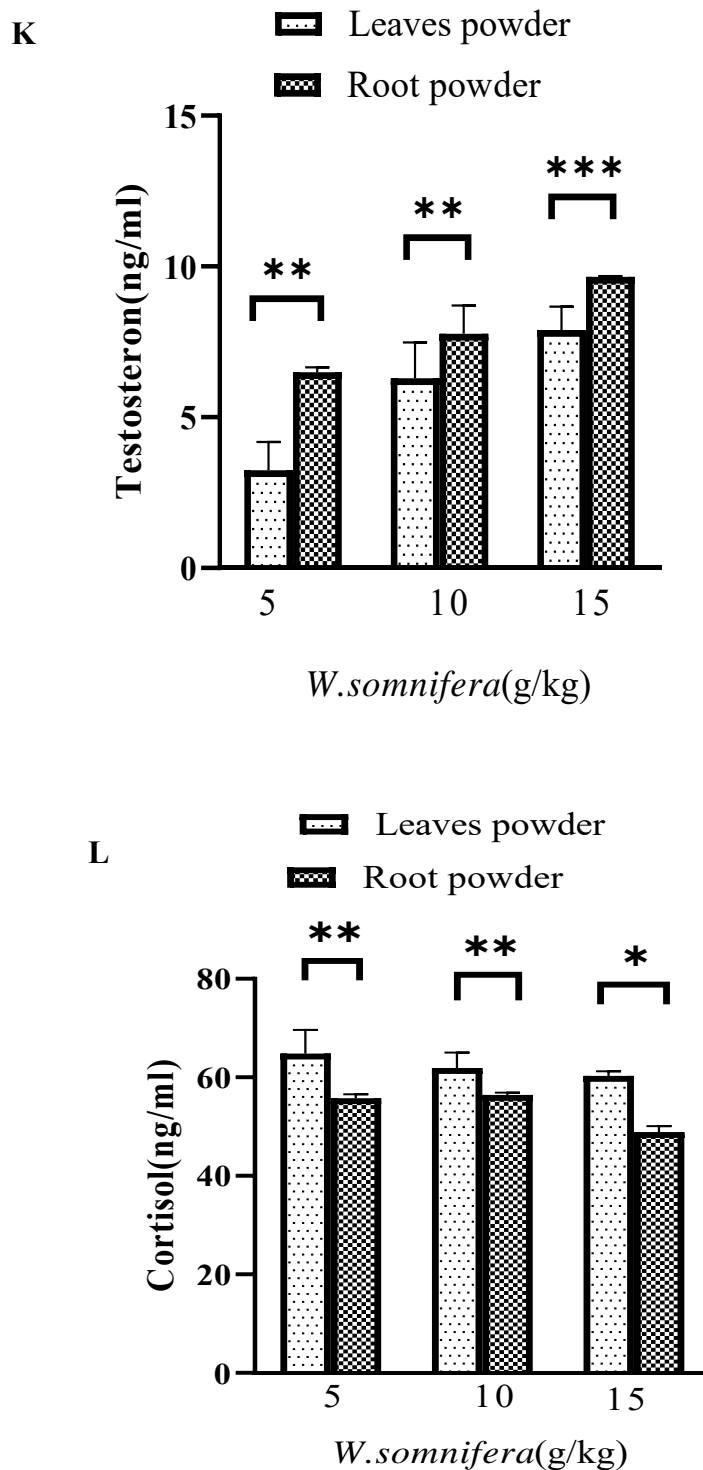 K
Leaves powder
Root powder
15
***
**
**
10
5
0
Testosteron(ng/ml)
5 10 15
W.somnifera(g/kg)
L
Leaves powder
Root powder
** ** *
80
60
40
20
0
Cortisol(ng/ml)
5 10 15
W.somnifera(g/kg)